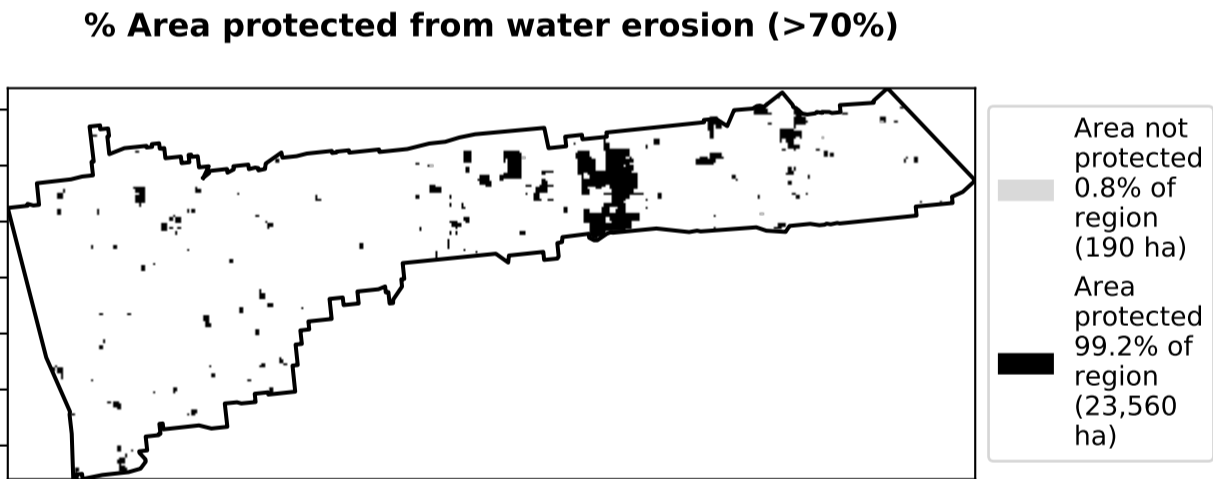 % Area protected from water erosion (>70%)
Area not
protected
0.8% of
region
(190 ha)
Area
protected
99.2% of
region
(23,560
ha)